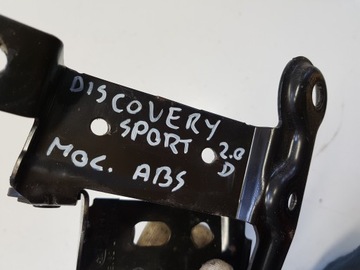 DISCOVERY
SPORT 2.0
D
MOC. ABS